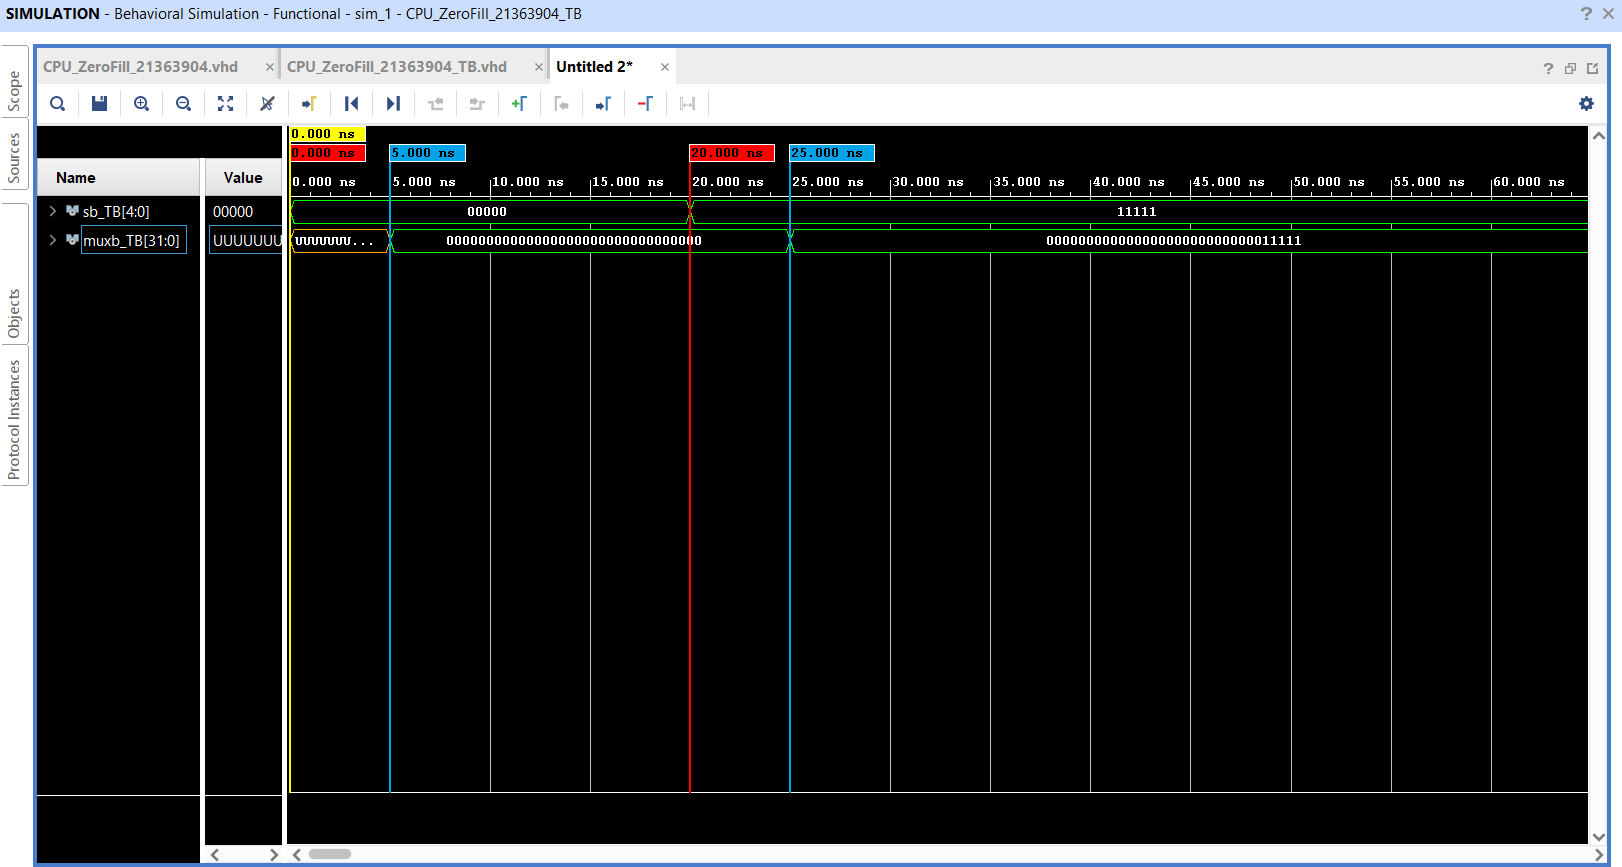 SIMULATION - Behavioral Simulation - Functional - sim_1 - CPU_ZeroFill_21363904_TB
CPU_ZeroFill_21363904.vhd
CPU_ZeroFill_21363904_TB.vhd
Untitled 2*
Scope
Sources
Objects
Protocol Instances
0.000 ns
0.000 ns 5.000 ns 20.000 ns 25.000 ns
Name Value
0.000 ns 5.000 ns 10.000 ns 15.000 ns 20.000 ns 25.000 ns 30.000 ns 35.000 ns 40.000 ns 45.000 ns 50.000 ns 55.000 ns 60.000 ns
sb_TB[4:0] 00000 00000 11111
muxb_TB[31:0] UUUUUUU UUUUUUU... 00000000000000000000000000000000 00000000000000000000000000011111